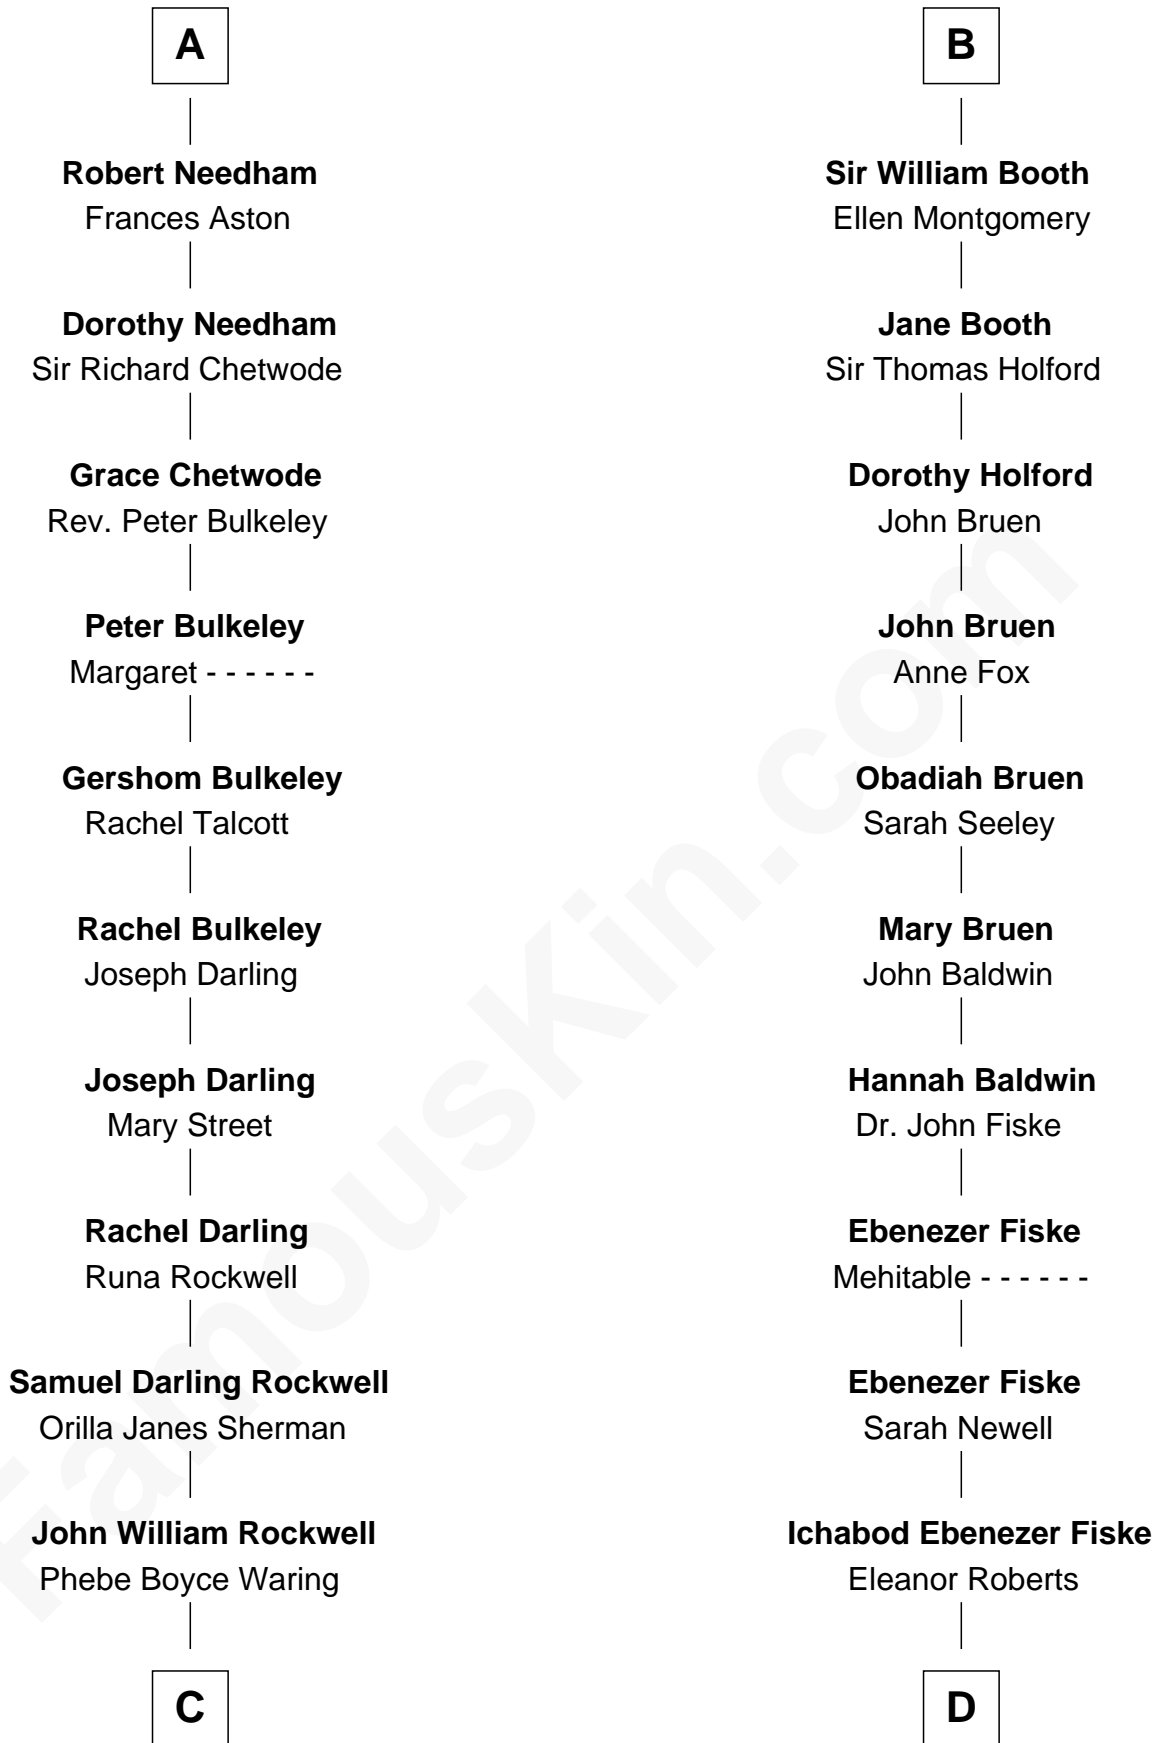 A
Robert Needham
Frances Aston
Dorothy Needham
Sir Richard Chetwode
Grace Chetwode
Rev. Peter Bulkeley
Peter Bulkeley
Margaret - - - - - -
Gershom Bulkeley
Rachel Talcott
Rachel Bulkeley
Joseph Darling
Joseph Darling
Mary Street
Rachel Darling
Runa Rockwell
Samuel Darling Rockwell
Orilla Janes Sherman
John William Rockwell
Phebe Boyce Waring
C
B
Sir William Booth
Ellen Montgomery
Jane Booth
Sir Thomas Holford
Dorothy Holford
John Bruen
John Bruen
Anne Fox
Obadiah Bruen
Sarah Seeley
Mary Bruen
John Baldwin
Hannah Baldwin
Dr. John Fiske
Ebenezer Fiske
Mehitable - - - - - -
Ebenezer Fiske
Sarah Newell
Ichabod Ebenezer Fiske
Eleanor Roberts
D
FamousKin.com